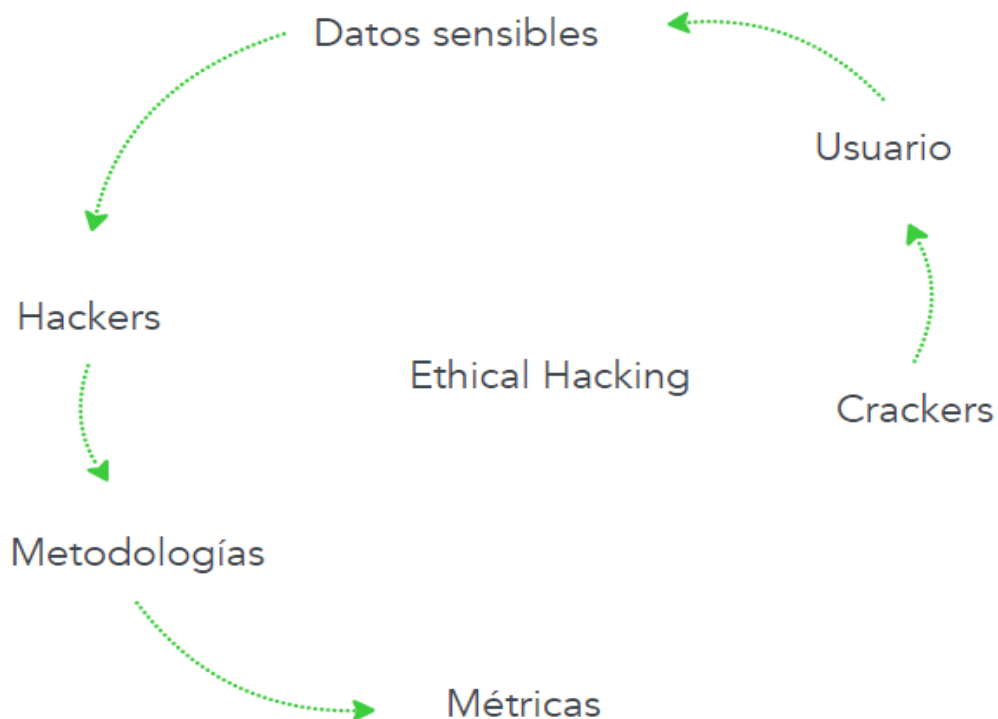 Datos sensibles
Usuario
Hackers
Ethical Hacking
Crackers
Metodologías
Métricas